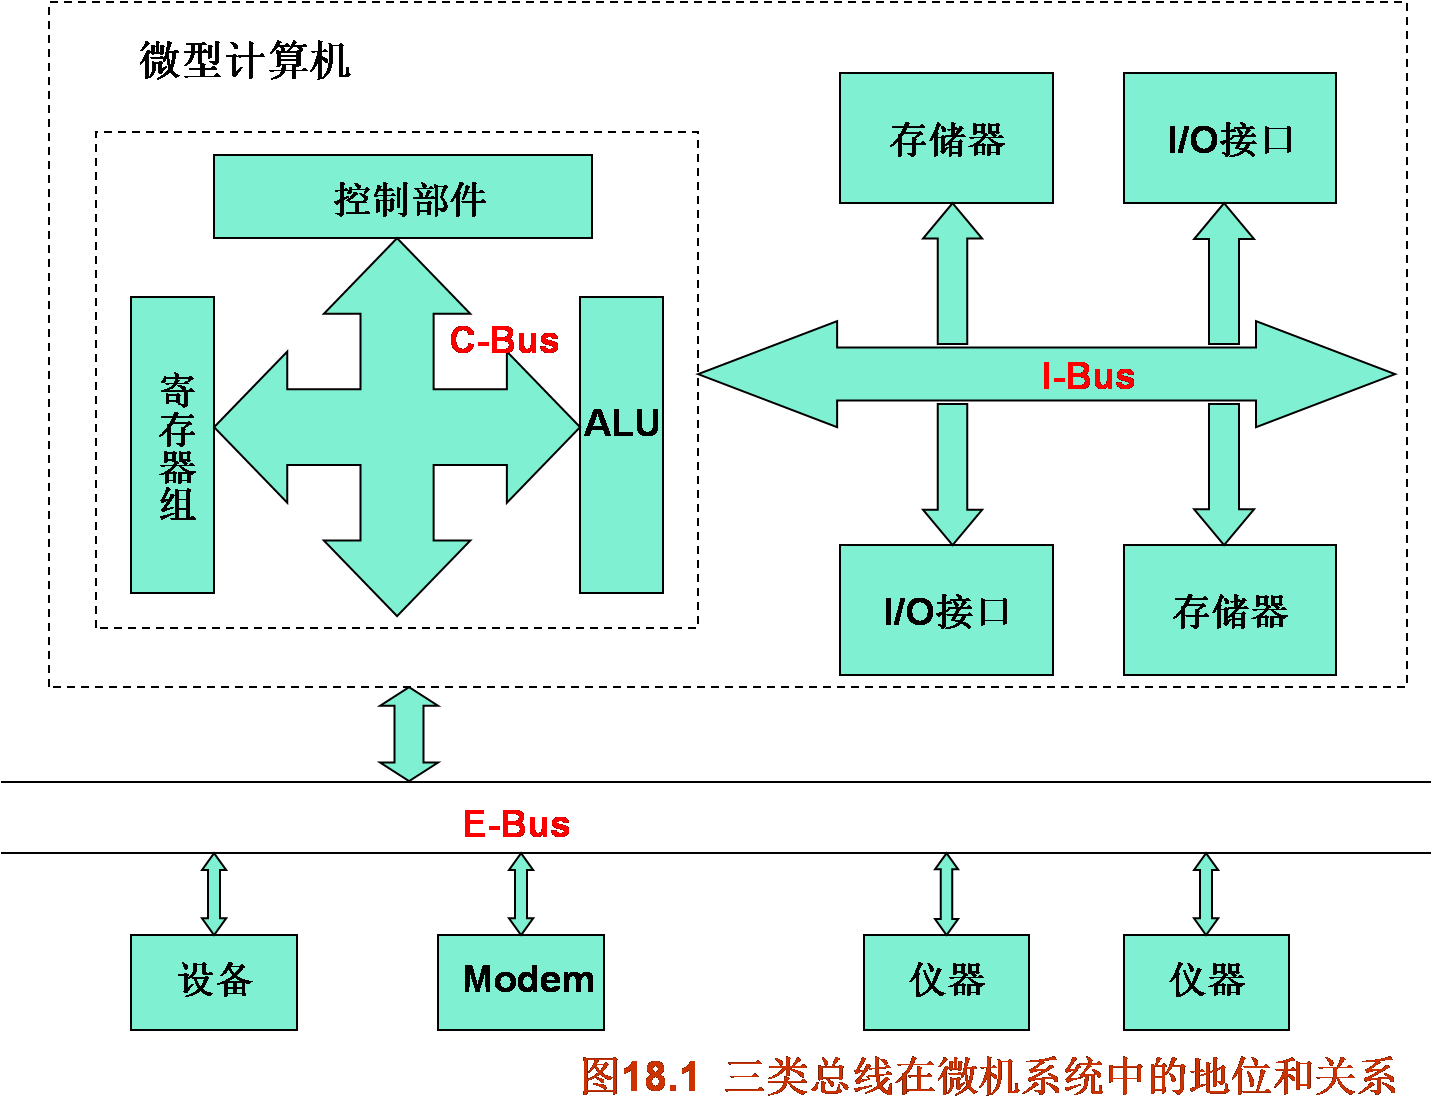 微型计算机
存储器
I/O接口
控制部件
C-Bus
I-Bus
寄存器组
ALU
I/O接口
存储器
E-Bus
设备
Modem
仪器
仪器
图18.1 三类总线在微机系统中的地位和关系